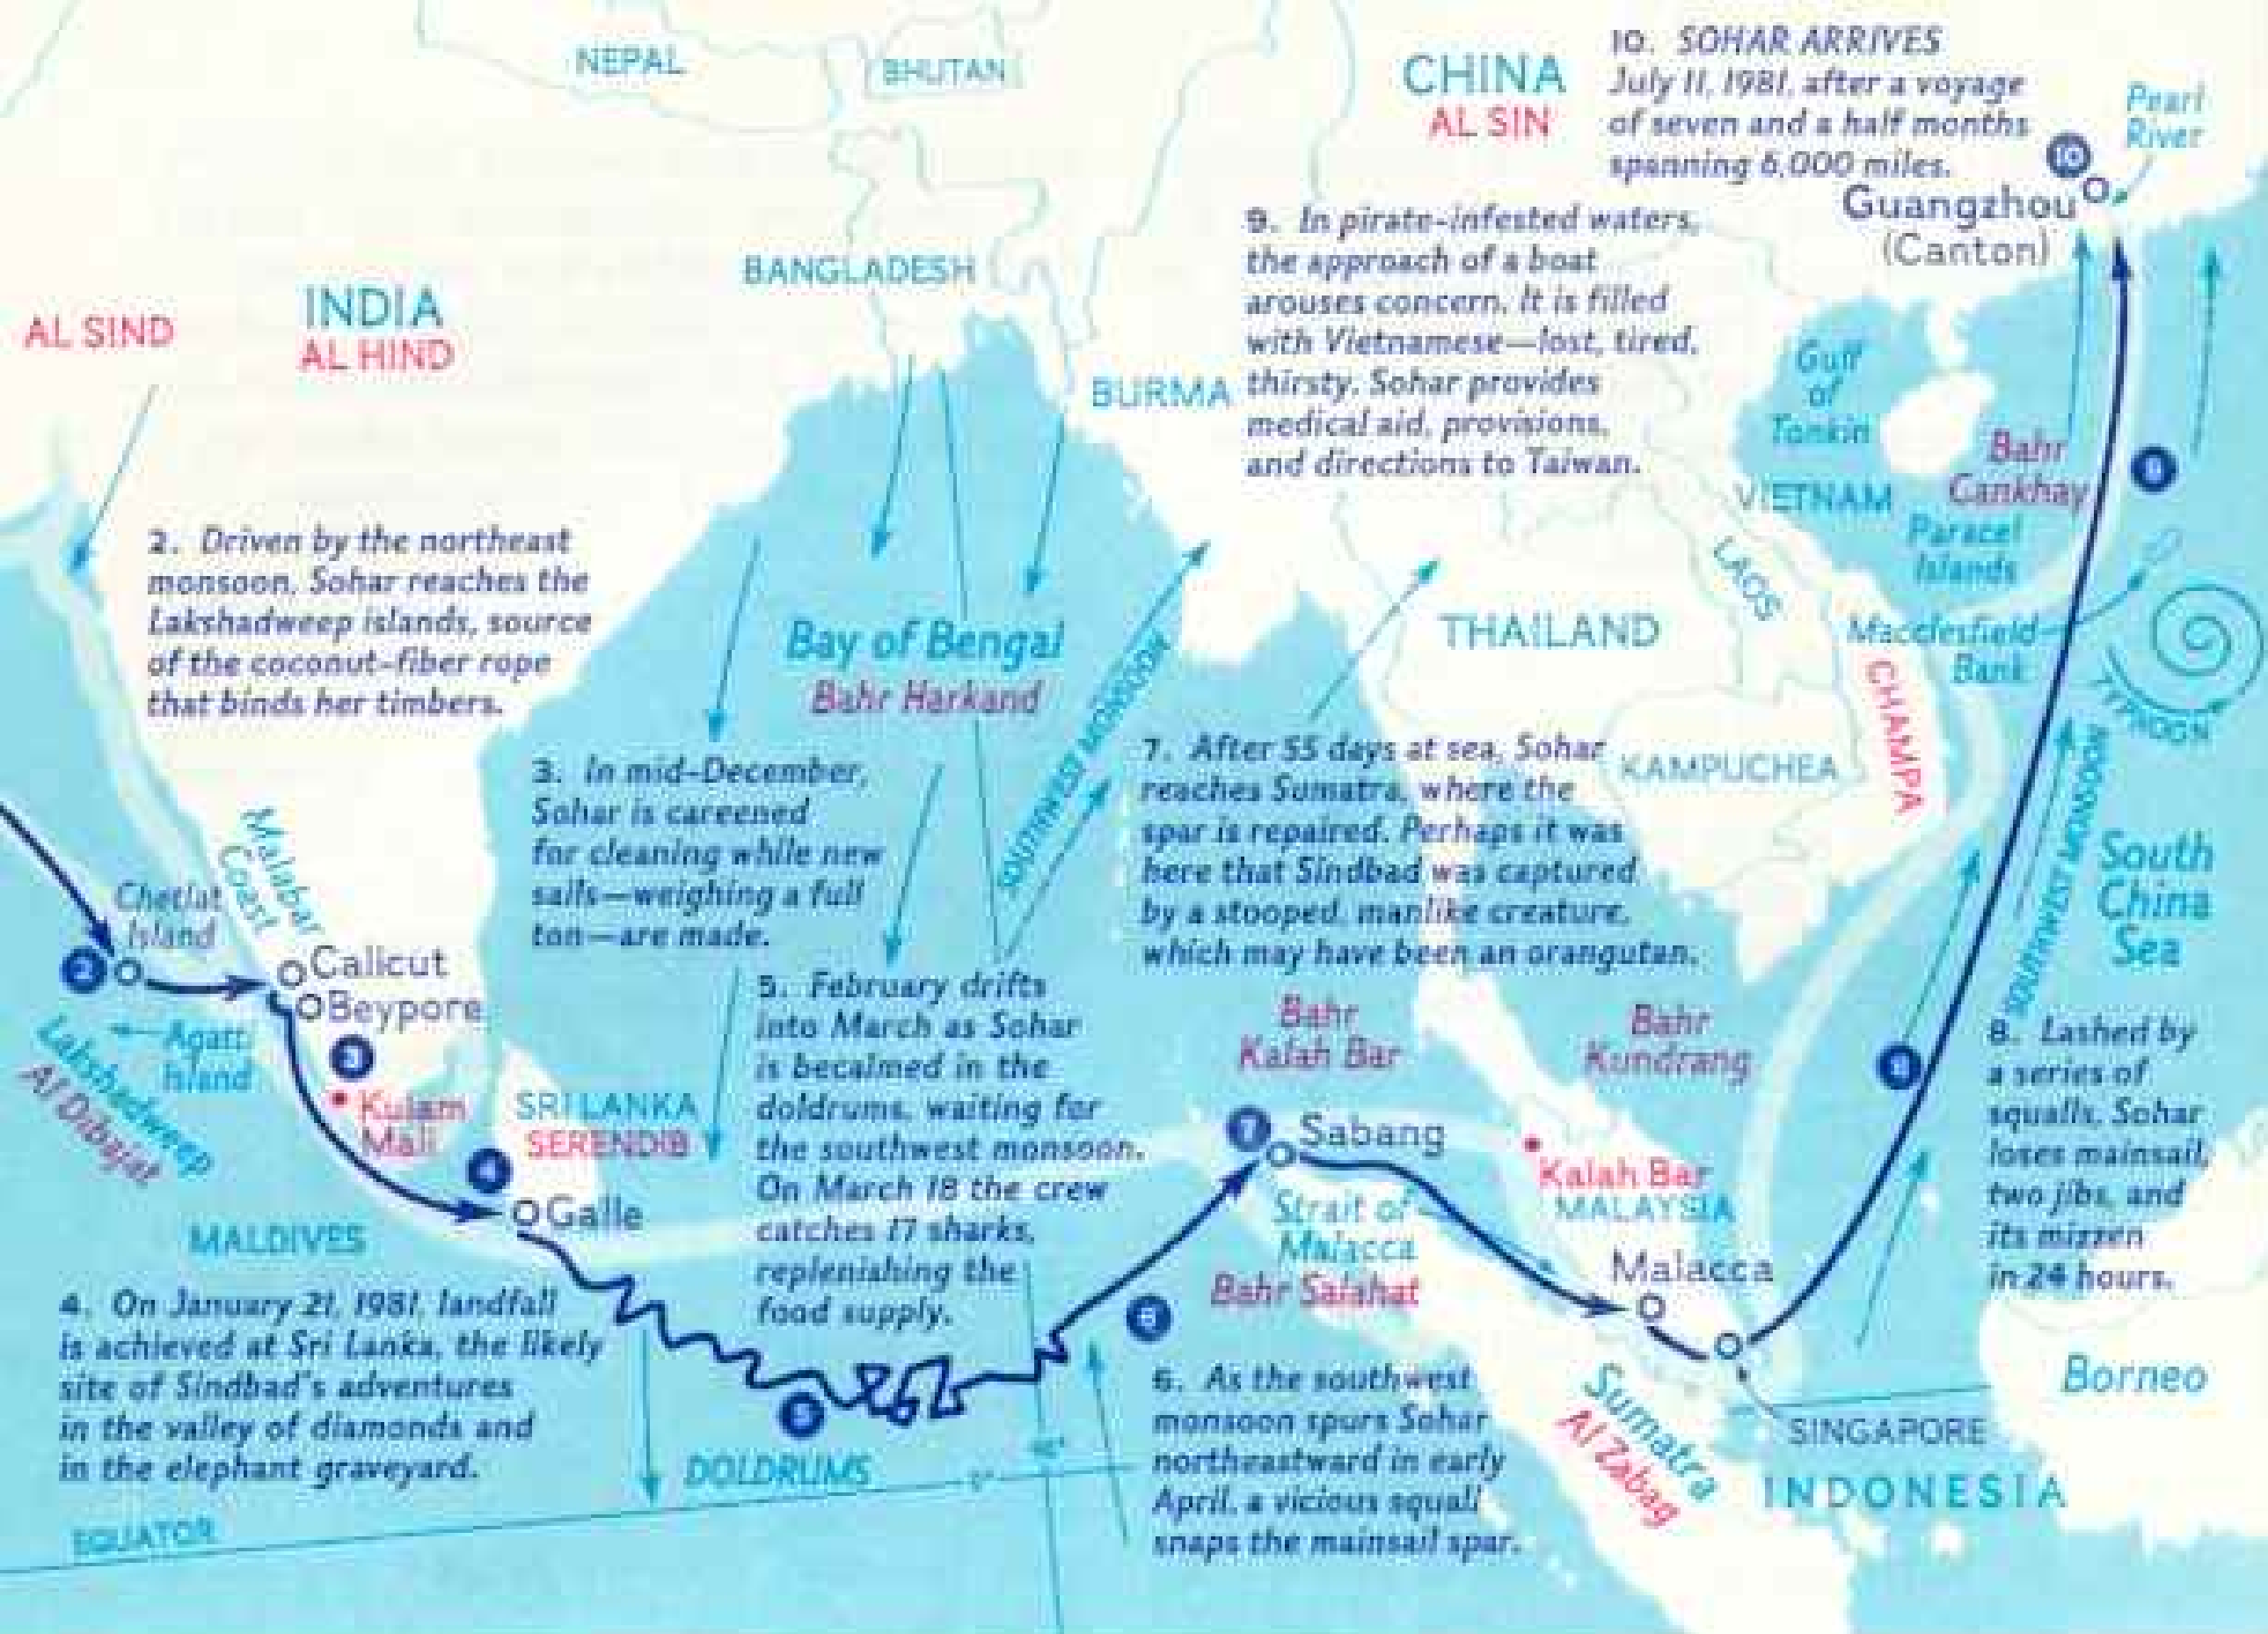 NEPAL
BHUTAN
CHINA
AL SIN
10. SOHAR ARRIVES
July 11, 1981, after a voyage
of seven and a half months
spanning 6,000 miles.
Pearl
River
10
Guangzhou
(Canton)
9. In pirate-infested waters,
the approach of a boat
arouses concern. It is filled
with Vietnamese—lost, tired,
thirsty. Sohar provides
medical aid, provisions,
and directions to Taiwan.
BANGLADESH
INDIA
AL HIND
AL SIND
BURMA
Gulf
of
Tonkin
Bahr
Cankhay
9
VIETNAM
Paracel
Islands
LAOS
2. Driven by the northeast
monsoon, Sohar reaches the
Lakshadweep islands, source
of the coconut-fiber rope
that binds her timbers.
Bay of Bengal
Bahr Harkand
SOUTHWEST MONSOON
THAILAND
Macclesfield
Bank
CHAMPA
TYPHOON
3. In mid-December,
Sohar is careened
for cleaning while new
sails—weighing a full
ton—are made.
7. After 55 days at sea, Sohar
reaches Sumatra, where the
spar is repaired. Perhaps it was
here that Sindbad was captured
by a stooped, manlike creature,
which may have been an orangutan.
KAMPUCHEA
SOUTHWEST MONSOON
South
China
Sea
Malabar
Coast
Chetlat
Island
2
Calicut
Beypore
3
Agatti
Island
Lakshadweep
Al Dibajat
Kulam
Mali
SRI LANKA
SERENDIB
4
Galle
MALDIVES
5. February drifts
into March as Sohar
is becalmed in the
doldrums, waiting for
the southwest monsoon.
On March 18 the crew
catches 17 sharks,
replenishing the
food supply.
Bahr
Kalah Bar
Bahr
Kundrang
8
8. Lashed by
a series of
squalls, Sohar
loses mainsail,
two jibs, and
its mizzen
in 24 hours.
7
Sabang
Kalah Bar
MALAYSIA
Strait of
Malacca
Bahr Salahat
Malacca
4. On January 21, 1981, landfall
is achieved at Sri Lanka, the likely
site of Sindbad's adventures
in the valley of diamonds and
in the elephant graveyard.
6
5
6. As the southwest
monsoon spurs Sohar
northeastward in early
April, a vicious squall
snaps the mainsail spar.
Sumatra
Al Zabag
SINGAPORE
INDONESIA
Borneo
DOLDRUMS
0°
90°
EQUATOR